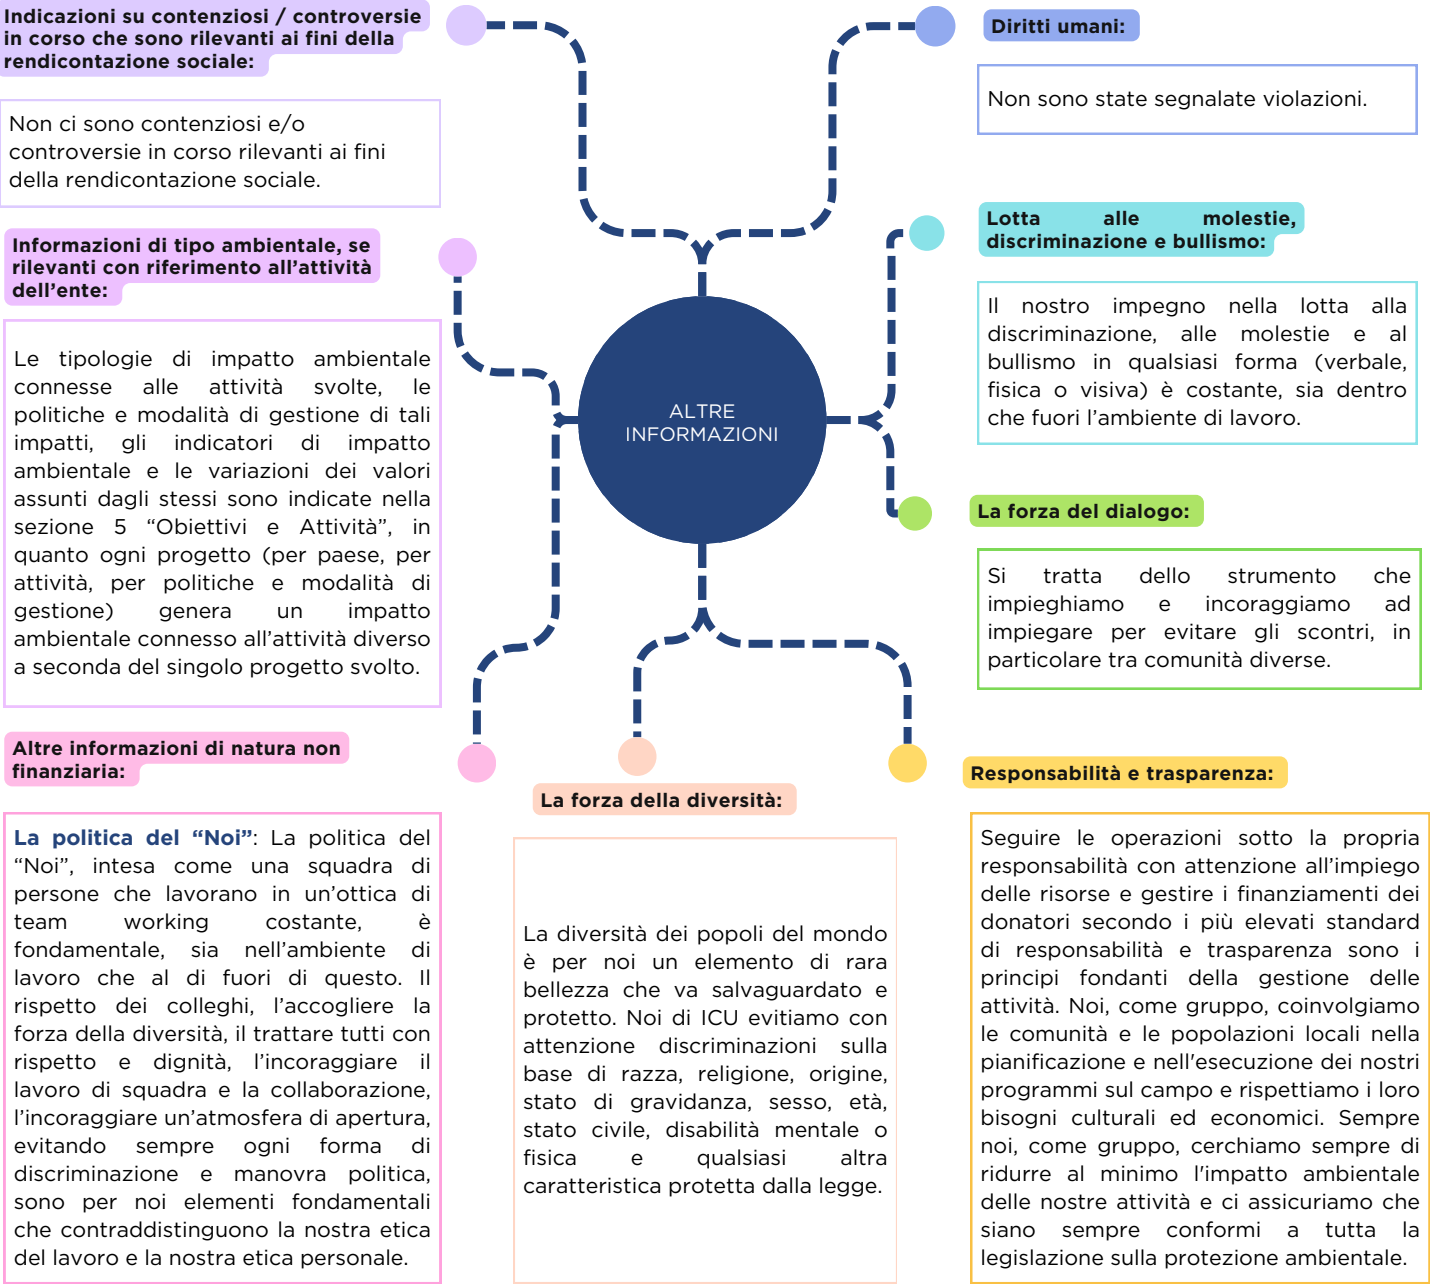 Indicazioni su contenziosi / controversie
in corso che sono rilevanti ai fini della
rendicontazione sociale:
Non ci sono contenziosi e/o
controversie in corso rilevanti ai fini
della rendicontazione sociale.
Informazioni di tipo ambientale, se
rilevanti con riferimento all’attività
dell’ente:
Le tipologie di impatto ambientale
connesse alle attività svolte, le
politiche e modalità di gestione di tali
impatti, gli indicatori di impatto
ambientale e le variazioni dei valori
assunti dagli stessi sono indicate nella
sezione 5 “Obiettivi e Attività”, in
quanto ogni progetto (per paese, per
attività, per politiche e modalità di
gestione) genera un impatto
ambientale connesso all’attività diverso
a seconda del singolo progetto svolto.
Altre informazioni di natura non
finanziaria:
La politica del “Noi”: La politica del
“Noi”, intesa come una squadra di
persone che lavorano in un’ottica di
team working costante, è
fondamentale, sia nell’ambiente di
lavoro che al di fuori di questo. Il
rispetto dei colleghi, l’accogliere la
forza della diversità, il trattare tutti con
rispetto e dignità, l’incoraggiare il
lavoro di squadra e la collaborazione,
l’incoraggiare un’atmosfera di apertura,
evitando sempre ogni forma di
discriminazione e manovra politica,
sono per noi elementi fondamentali
che contraddistinguono la nostra etica
del lavoro e la nostra etica personale.
ALTRE
INFORMAZIONI
La forza della diversità:
La diversità dei popoli del mondo
è per noi un elemento di rara
bellezza che va salvaguardato e
protetto. Noi di ICU evitiamo con
attenzione discriminazioni sulla
base di razza, religione, origine,
stato di gravidanza, sesso, età,
stato civile, disabilità mentale o
fisica e qualsiasi altra
caratteristica protetta dalla legge.
Diritti umani:
Non sono state segnalate violazioni.
Lotta alle molestie,
discriminazione e bullismo:
Il nostro impegno nella lotta alla
discriminazione, alle molestie e al
bullismo in qualsiasi forma (verbale,
fisica o visiva) è costante, sia dentro
che fuori l’ambiente di lavoro.
La forza del dialogo:
Si tratta dello strumento che
impieghiamo e incoraggiamo ad
impiegare per evitare gli scontri, in
particolare tra comunità diverse.
Responsabilità e trasparenza:
Seguire le operazioni sotto la propria
responsabilità con attenzione all’impiego
delle risorse e gestire i finanziamenti dei
donatori secondo i più elevati standard
di responsabilità e trasparenza sono i
principi fondanti della gestione delle
attività. Noi, come gruppo, coinvolgiamo
le comunità e le popolazioni locali nella
pianificazione e nell'esecuzione dei nostri
programmi sul campo e rispettiamo i loro
bisogni culturali ed economici. Sempre
noi, come gruppo, cerchiamo sempre di
ridurre al minimo l'impatto ambientale
delle nostre attività e ci assicuriamo che
siano sempre conformi a tutta la
legislazione sulla protezione ambientale.